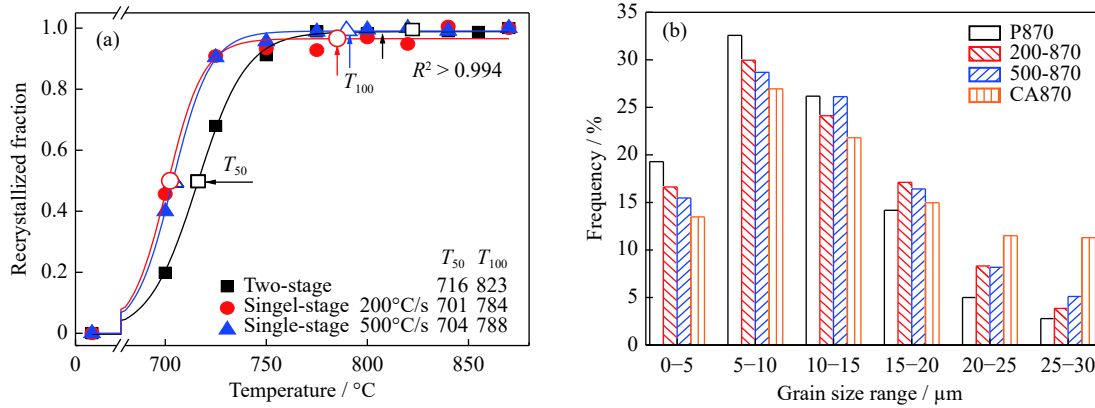 (a)
Recrystallized fraction
1.0
0.8
0.6
0.4
0.2
0
T100
R2 > 0.994
T50
T50 T100
Two-stage 716 823
Singel-stage 200°C/s 701 784
Single-stage 500°C/s 704 788
700 750 800 850
Temperature / °C
(b)
Frequency / %
35
30
25
20
15
10
5
0
P870
200-870
500-870
CA870
0−5 5−10 10−15 15−20 20−25 25−30
Grain size range / µm